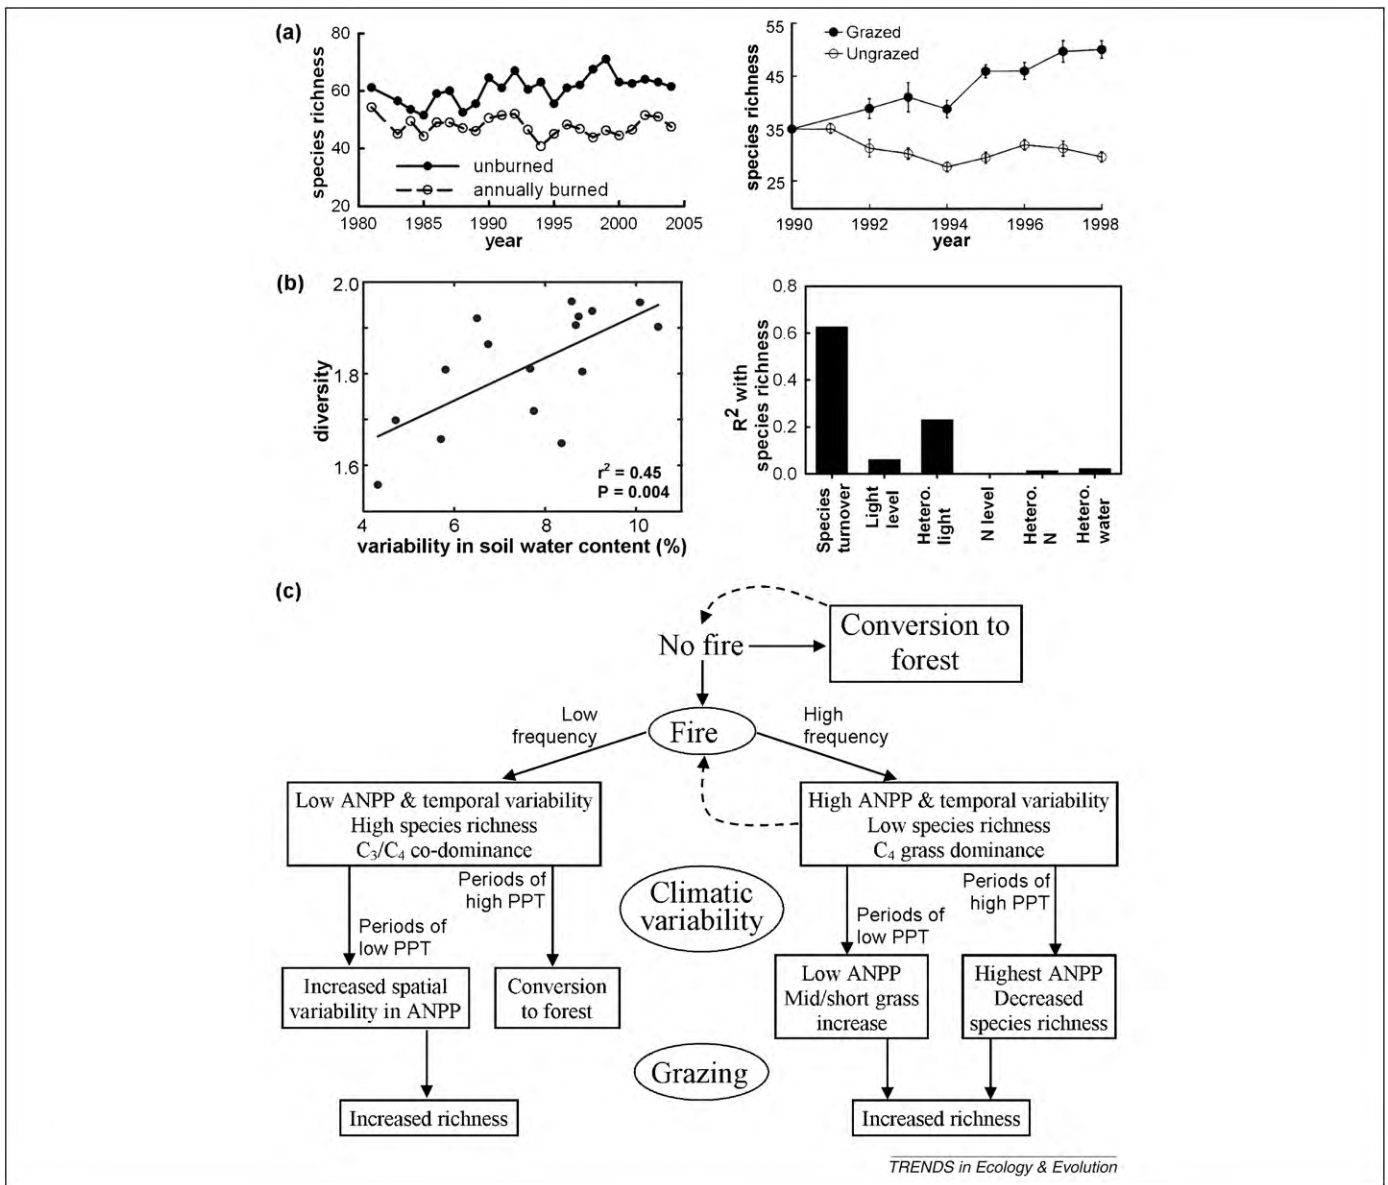 (a)
80
60
40
20
species richness
unburned
annually burned
1980 1985 1990 1995 2000 2005
year
55
45
35
25
species richness
Grazed
Ungrazed
1990 1992 1994 1996 1998
year
(b)
2.0
1.8
1.6
diversity
r² = 0.45
P = 0.004
4 6 8 10
variability in soil water content (%)
0.8
0.6
0.4
0.2
0.0
R² with
species richness
Species
turnover
Light
level
Hetero.
light
N level
Hetero.
N
Hetero.
water
(c)
No fire
Conversion to
forest
Low
frequency
Fire
High
frequency
Low ANPP & temporal variability
High species richness
C₃/C₄ co-dominance
High ANPP & temporal variability
Low species richness
C₄ grass dominance
Periods of
high PPT
Periods of
low PPT
Climatic
variability
Periods of
low PPT
Periods of
high PPT
Increased spatial
variability in ANPP
Conversion
to forest
Low ANPP
Mid/short grass
increase
Highest ANPP
Decreased
species richness
Grazing
Increased richness
Increased richness
TRENDS in Ecology & Evolution